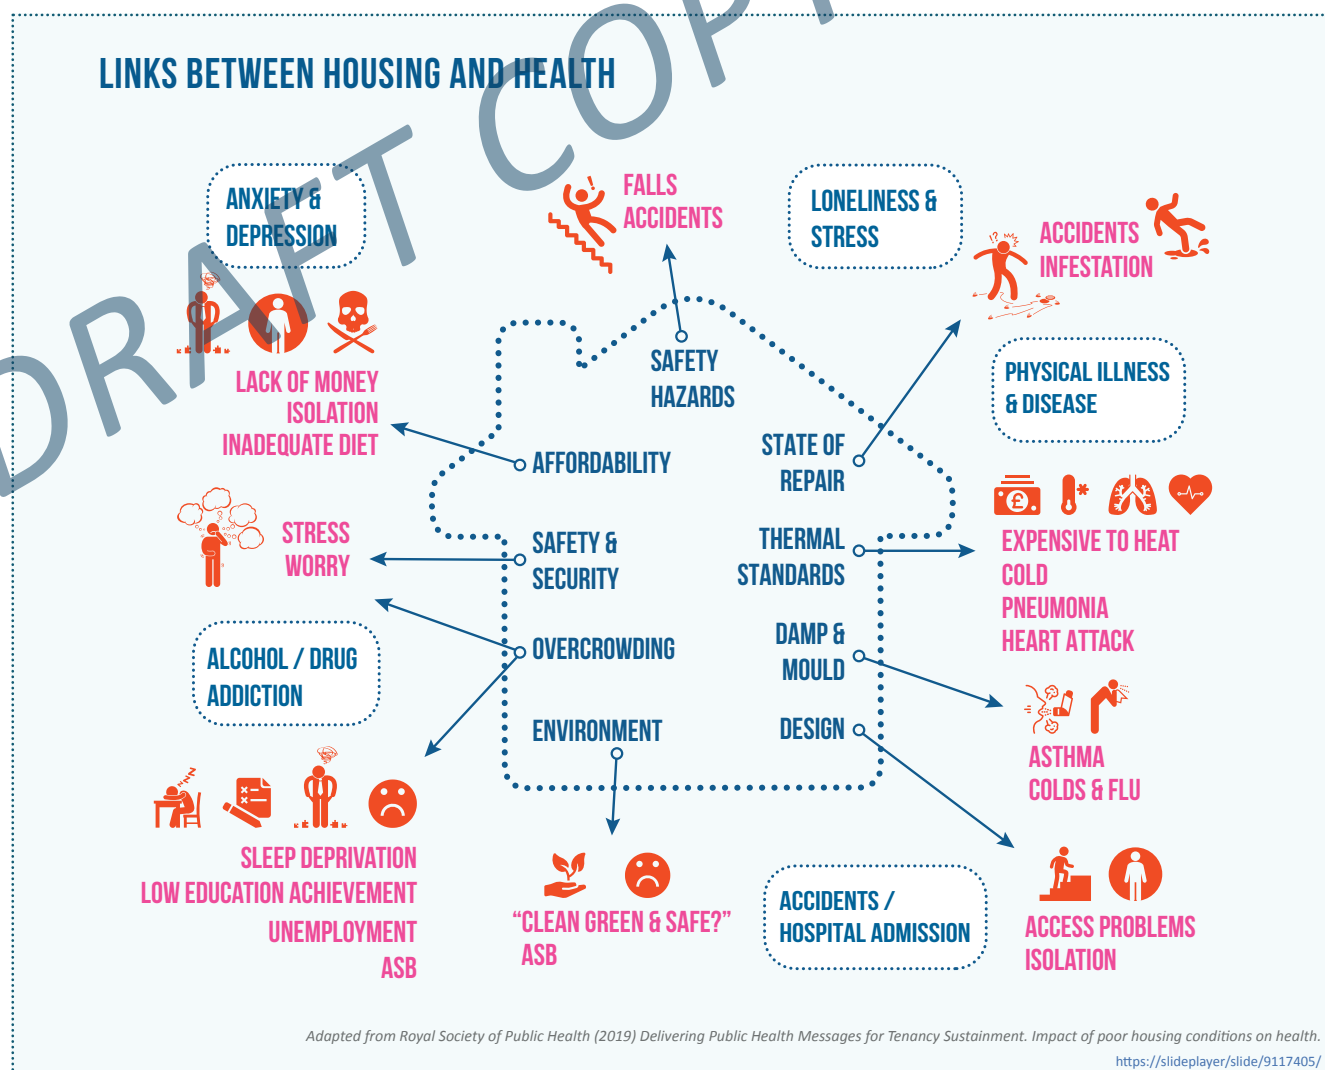 LINKS BETWEEN HOUSING AND HEALTH
DRAFT COPY
ANXIETY &
DEPRESSION
FALLS
ACCIDENTS
LONELINESS &
STRESS
ACCIDENTS
INFESTATION
LACK OF MONEY
ISOLATION
INADEQUATE DIET
SAFETY
HAZARDS
PHYSICAL ILLNESS
& DISEASE
AFFORDABILITY
STATE OF
REPAIR
STRESS
WORRY
SAFETY &
SECURITY
THERMAL
STANDARDS
EXPENSIVE TO HEAT
COLD
PNEUMONIA
HEART ATTACK
ALCOHOL / DRUG
ADDICTION
OVERCROWDING
DAMP &
MOULD
ENVIRONMENT
DESIGN
ASTHMA
COLDS & FLU
SLEEP DEPRIVATION
LOW EDUCATION ACHIEVEMENT
UNEMPLOYMENT
ASB
"CLEAN GREEN & SAFE?"
ASB
ACCIDENTS /
HOSPITAL ADMISSION
ACCESS PROBLEMS
ISOLATION
Adapted from Royal Society of Public Health (2019) Delivering Public Health Messages for Tenancy Sustainment. Impact of poor housing conditions on health.
https://slideplayer/slide/9117405/